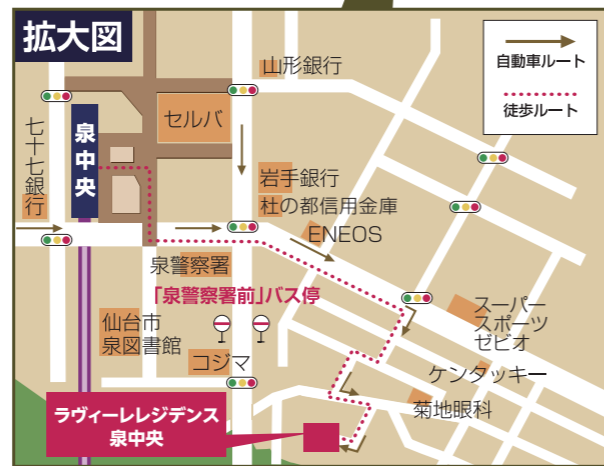 拡大図
自動車ルート
徒歩ルート
山形銀行
セルバ
泉中央
七十七銀行
岩手銀行
杜の都信用金庫
ENEOS
泉警察署
「泉警察署前」バス停
仙台市
泉図書館
コジマ
スーパー
スポーツ
ゼビオ
ケンタッキー
菊地眼科
ラヴィーレレジデンス
泉中央